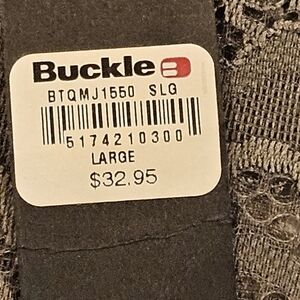 Buckle B
BTQMJ1550 SLG
5174210300
LARGE
$32.95